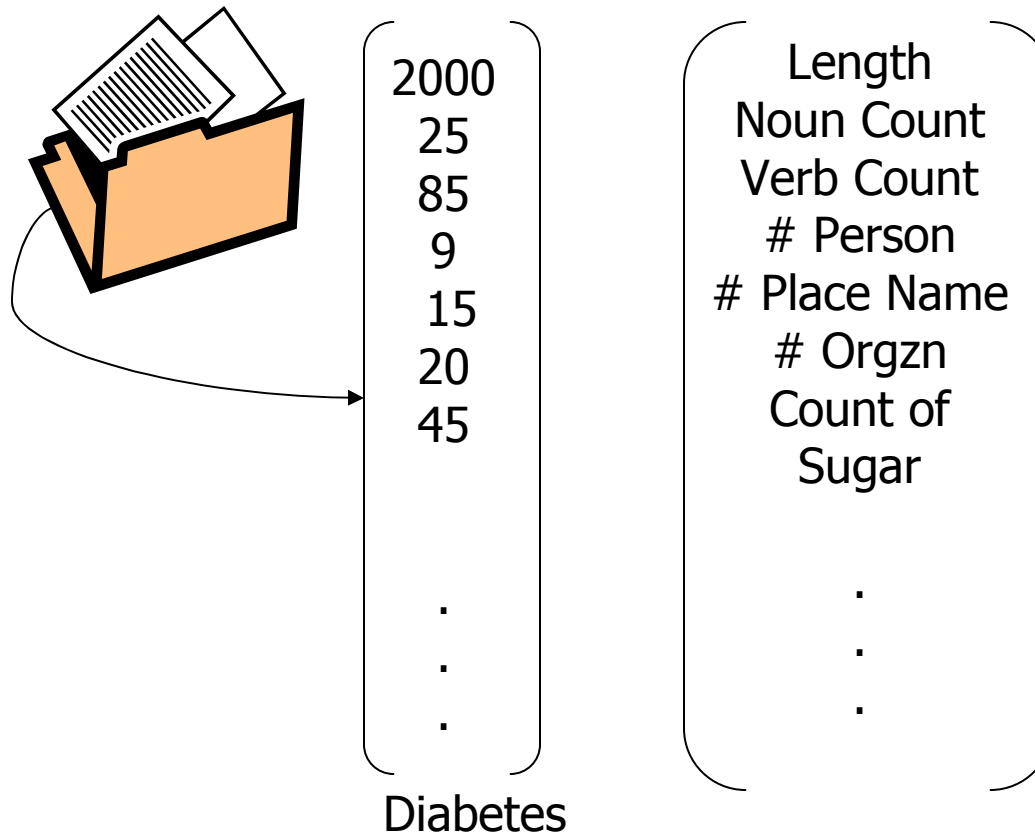 2000
25
85
9
15
20
45
.
.
.
Diabetes
Length
Noun Count
Verb Count
# Person
# Place Name
# Orgzn
Count of
Sugar
.
.
.